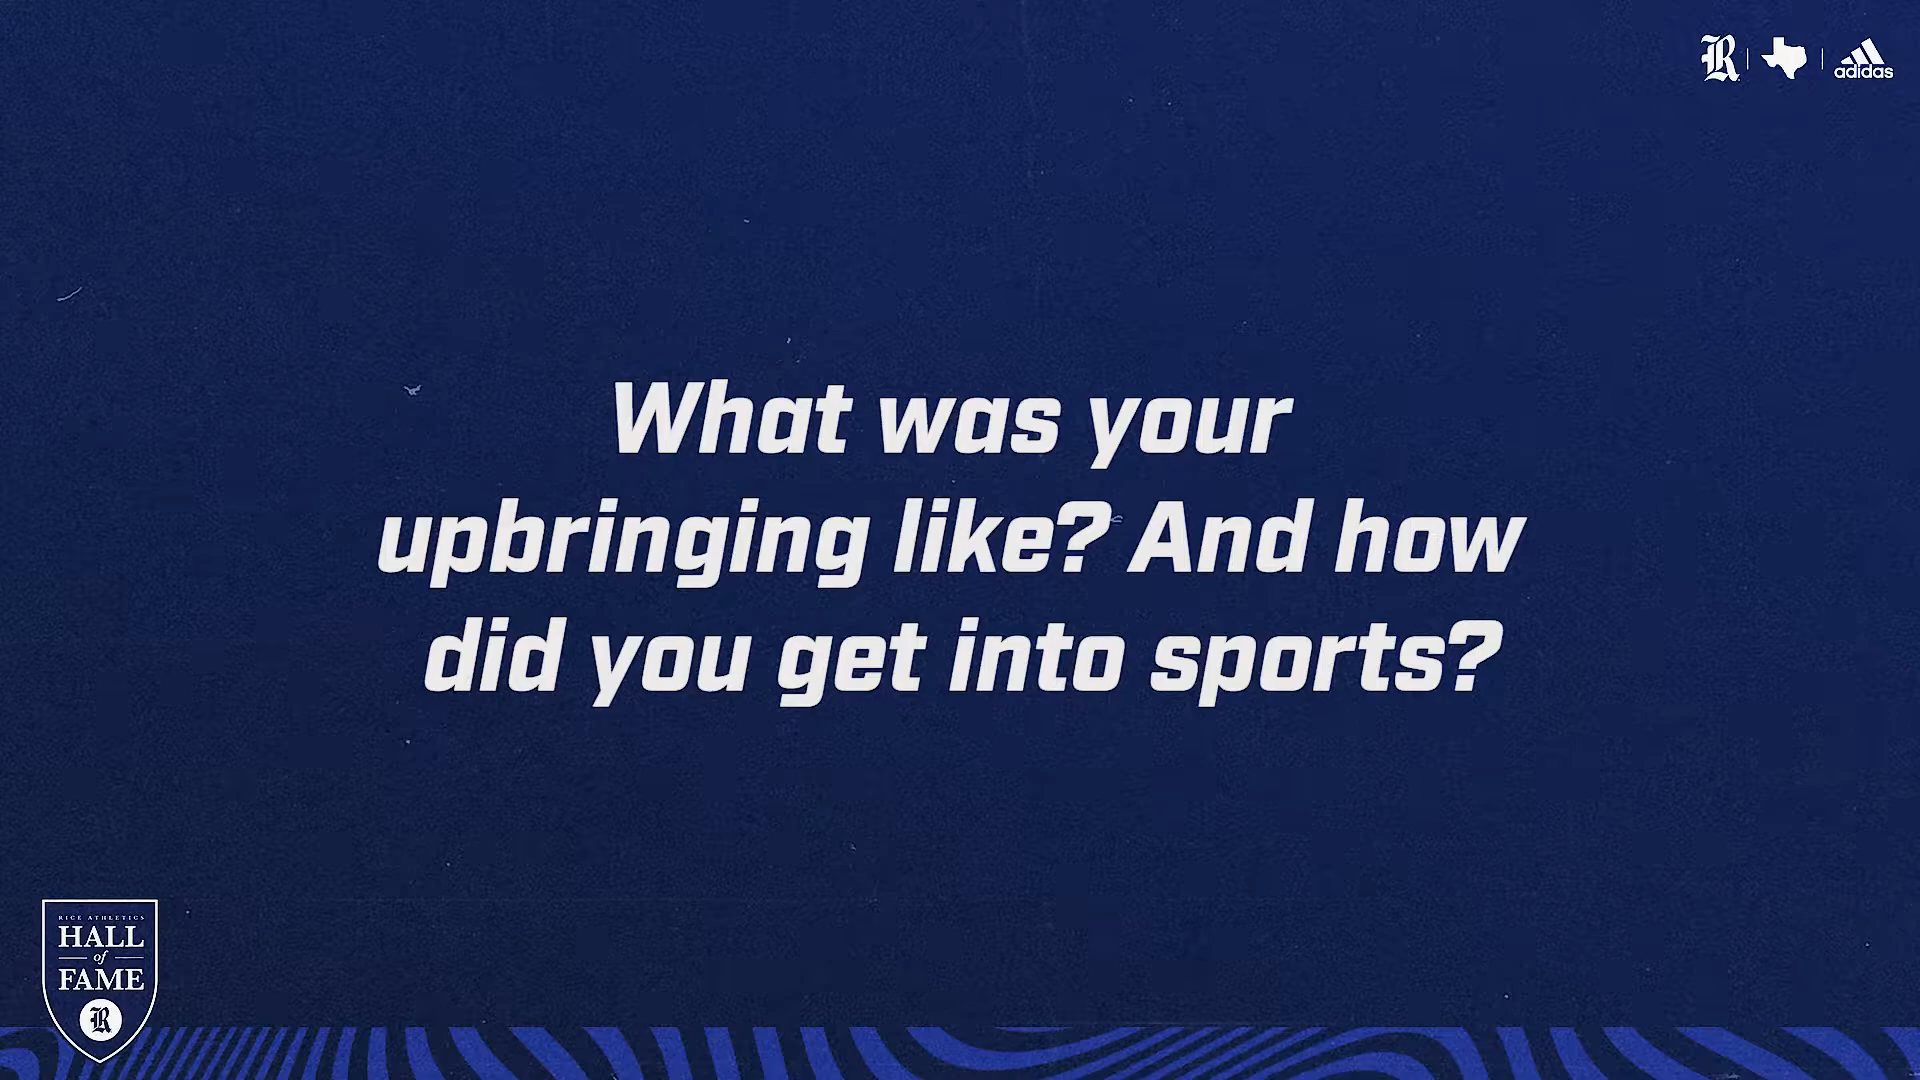 R
adidas
What was your
upbringing like? And how
did you get into sports?
RICE ATHLETICS
HALL
of
FAME
R